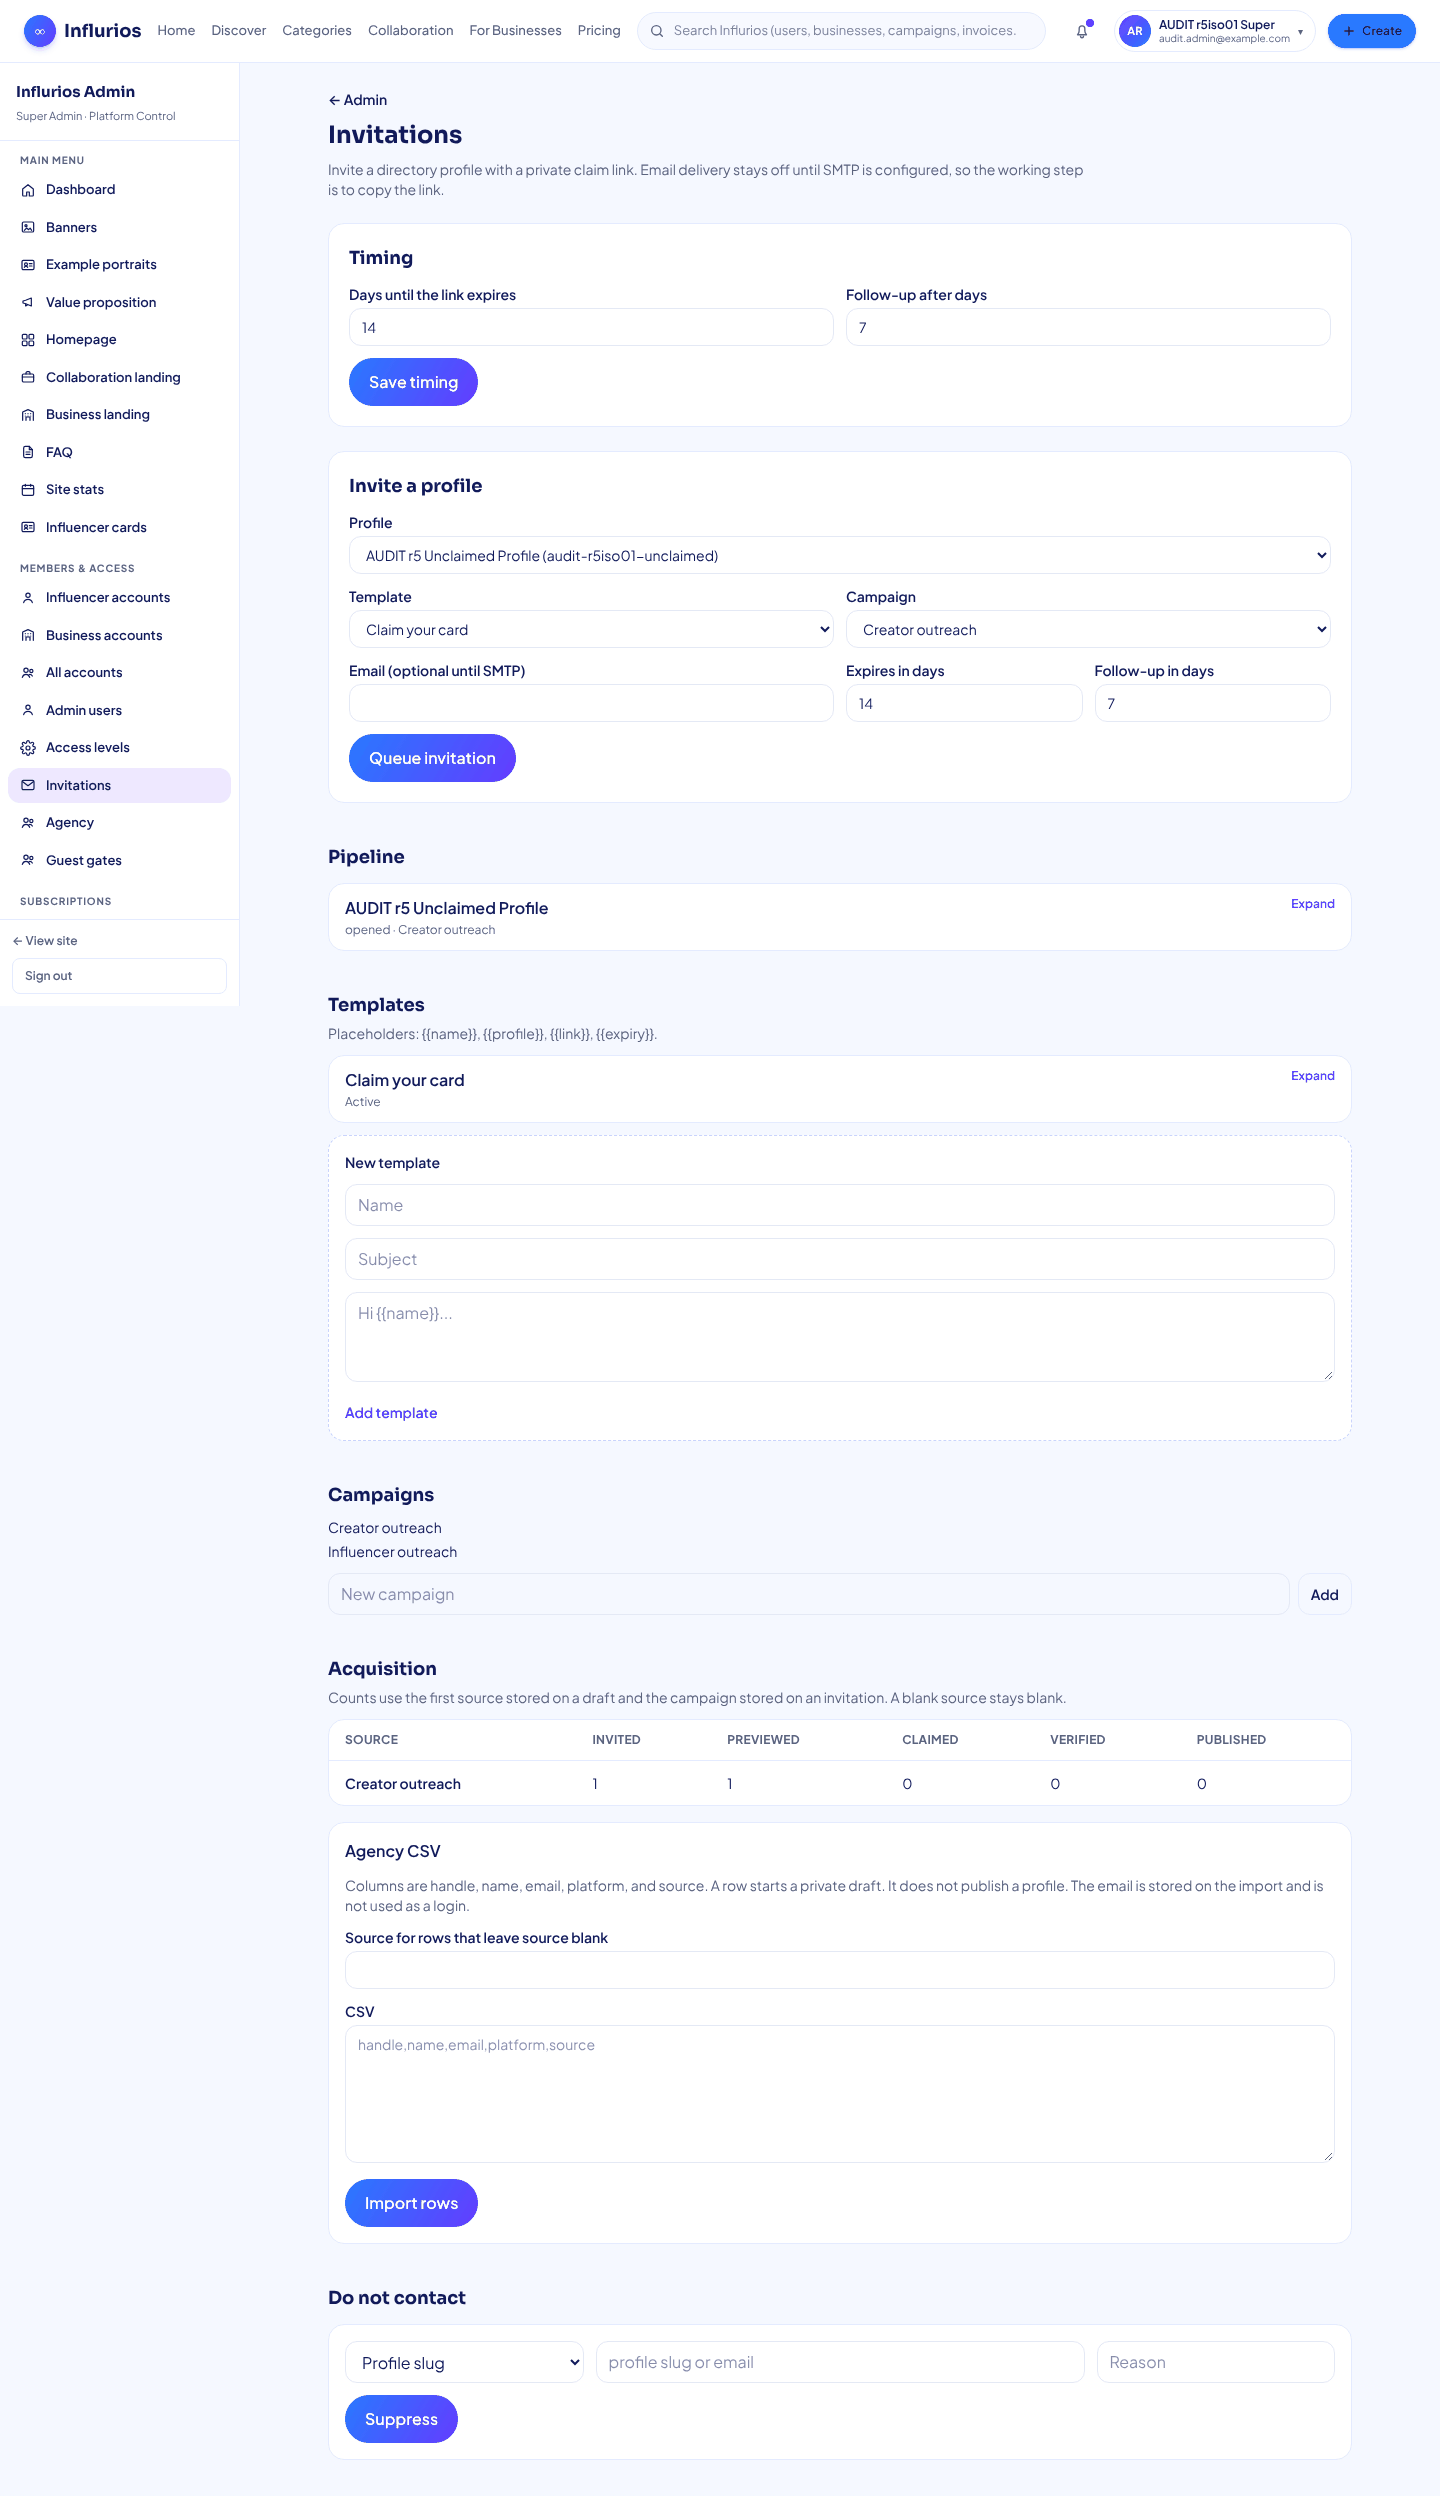 ∞ Influrios Home Discover Categories Collaboration For Businesses Pricing Search Influrios (users, businesses, campaigns, invoices. AR AUDIT r5iso01 Super + Create
audit.admin@example.com
Influrios Admin
Super Admin · Platform Control
MAIN MENU
Dashboard
Banners
Example portraits
Value proposition
Homepage
Collaboration landing
Business landing
FAQ
Site stats
Influencer cards
MEMBERS & ACCESS
Influencer accounts
Business accounts
All accounts
Admin users
Access levels
Invitations
Agency
Guest gates
SUBSCRIPTIONS
← View site
Sign out
← Admin
Invitations
Invite a directory profile with a private claim link. Email delivery stays off until SMTP is configured, so the working step
is to copy the link.
Timing
Days until the link expires Follow-up after days
14 7
Save timing
Invite a profile
Profile
AUDIT r5 Unclaimed Profile (audit-r5iso01-unclaimed)
Template Campaign
Claim your card Creator outreach
Email (optional until SMTP) Expires in days Follow-up in days
14 7
Queue invitation
Pipeline
AUDIT r5 Unclaimed Profile Expand
opened · Creator outreach
Templates
Placeholders: {{name}}, {{profile}}, {{link}}, {{expiry}}.
Claim your card Expand
Active
New template
Name
Subject
Hi {{name}}...
Add template
Campaigns
Creator outreach
Influencer outreach
New campaign Add
Acquisition
Counts use the first source stored on a draft and the campaign stored on an invitation. A blank source stays blank.
SOURCE INVITED PREVIEWED CLAIMED VERIFIED PUBLISHED
Creator outreach 1 1 0 0 0
Agency CSV
Columns are handle, name, email, platform, and source. A row starts a private draft. It does not publish a profile. The email is stored on the import and is
not used as a login.
Source for rows that leave source blank
CSV
handle,name,email,platform,source
Import rows
Do not contact
Profile slug profile slug or email Reason
Suppress